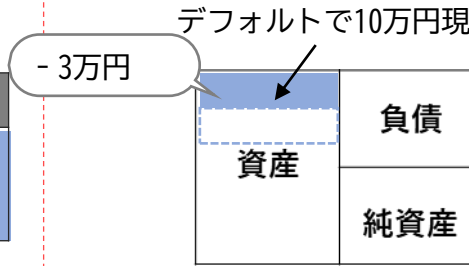 デフォルトで10万円現
- 3万円
負債
資産
純資産